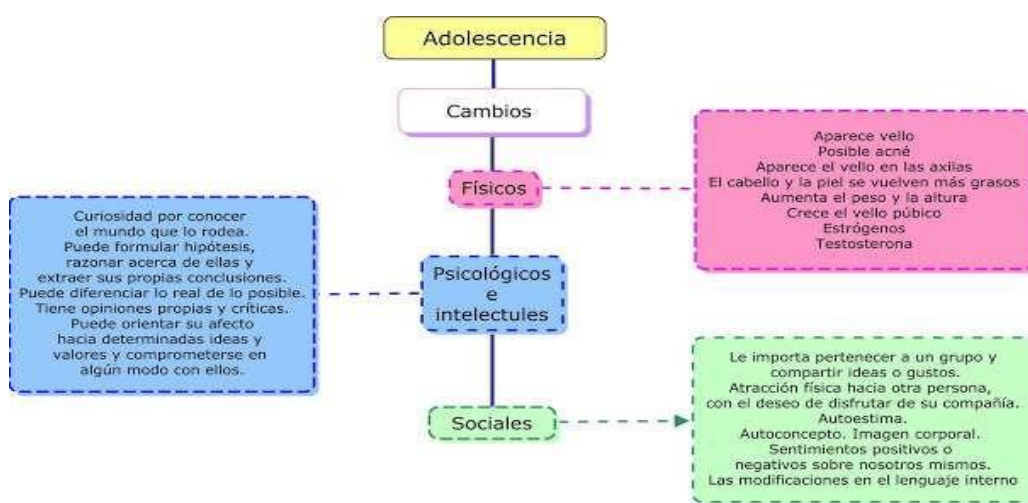 Adolescencia
Cambios
Físicos
Aparece vello
Posible acné
Aparece el vello en las axilas
El cabello y la piel se vuelven más grasos
Aumenta el peso y la altura
Crece el vello púbico
Estrógenos
Testosterona
Psicológicos
e
intelectules
Curiosidad por conocer
el mundo que lo rodea.
Puede formular hipótesis,
razonar acerca de ellas y
extraer sus propias conclusiones.
Puede diferenciar lo real de lo posible.
Tiene opiniones propias y críticas.
Puede orientar su afecto
hacia determinadas ideas y
valores y comprometerse en
algún modo con ellos.
Sociales
Le importa pertenecer a un grupo y
compartir ideas o gustos.
Atracción física hacia otra persona,
con el deseo de disfrutar de su compañía.
Autoestima.
Autoconcepto. Imagen corporal.
Sentimientos positivos o
negativos sobre nosotros mismos.
Las modificaciones en el lenguaje interno